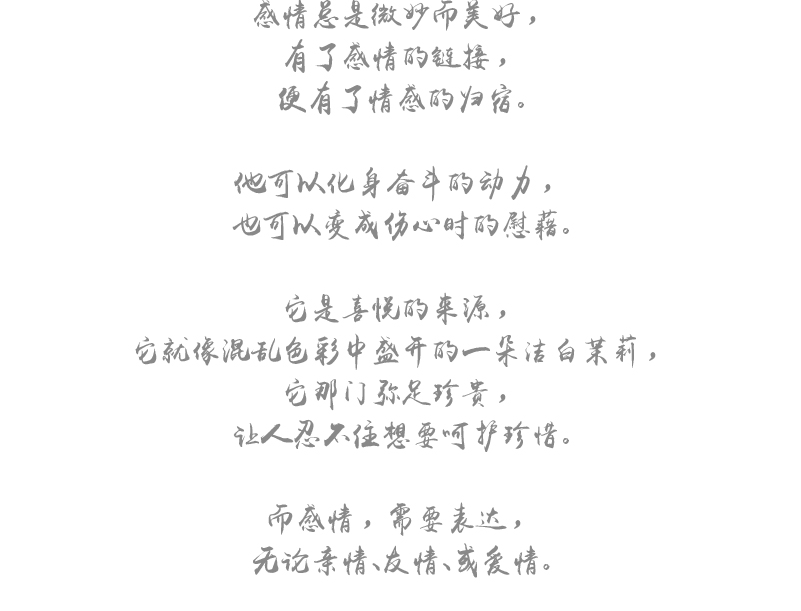 感情总是微妙而美好，
有了感情的链接，
便有了情感的归宿。
他可以化身奋斗的动力，
也可以变成伤心时的慰藉。
它是喜悦的来源，
它就像混乱色彩中盛开的一朵洁白茉莉，
它那门弥足珍贵，
让人忍不住想要呵护珍惜。
而感情，需要表达，
无论亲情、友情、或爱情。